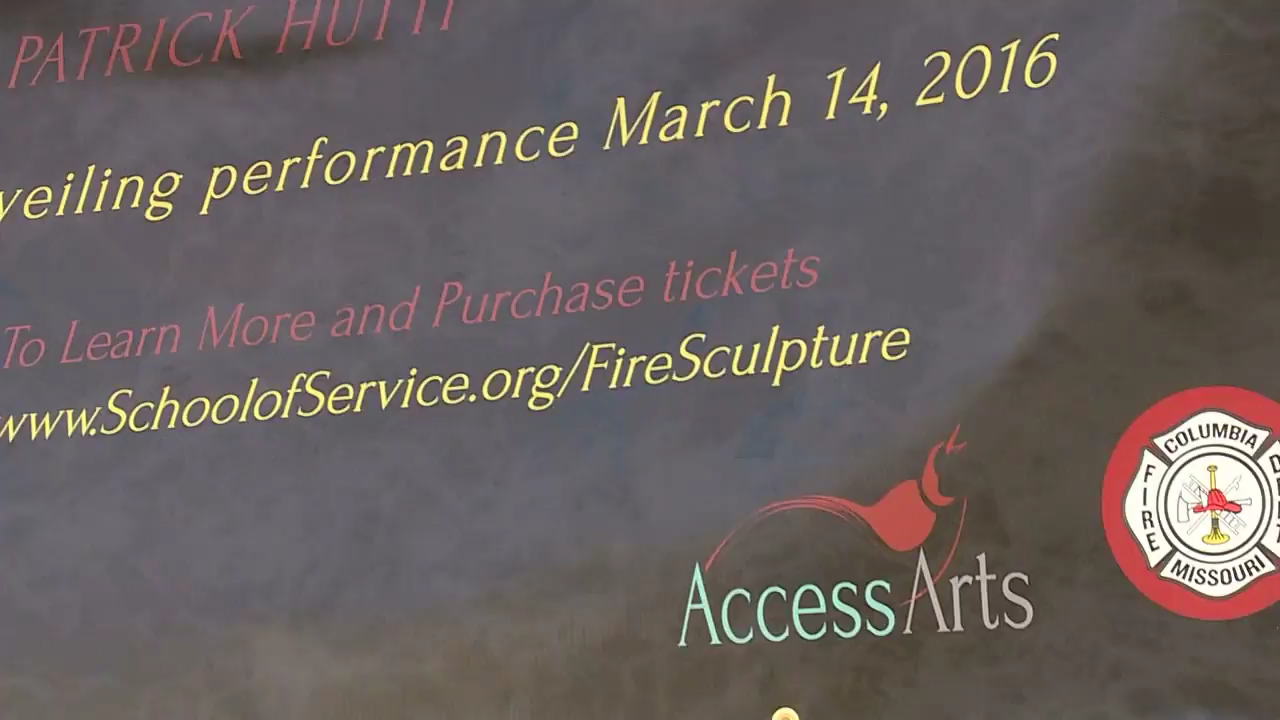 PATRICK
veiling performance March 14, 2016
To Learn More and Purchase tickets
www.SchoolofService.org/FireSculpture
AccessArts
COLUMBIA
FIRE
MISSOURI